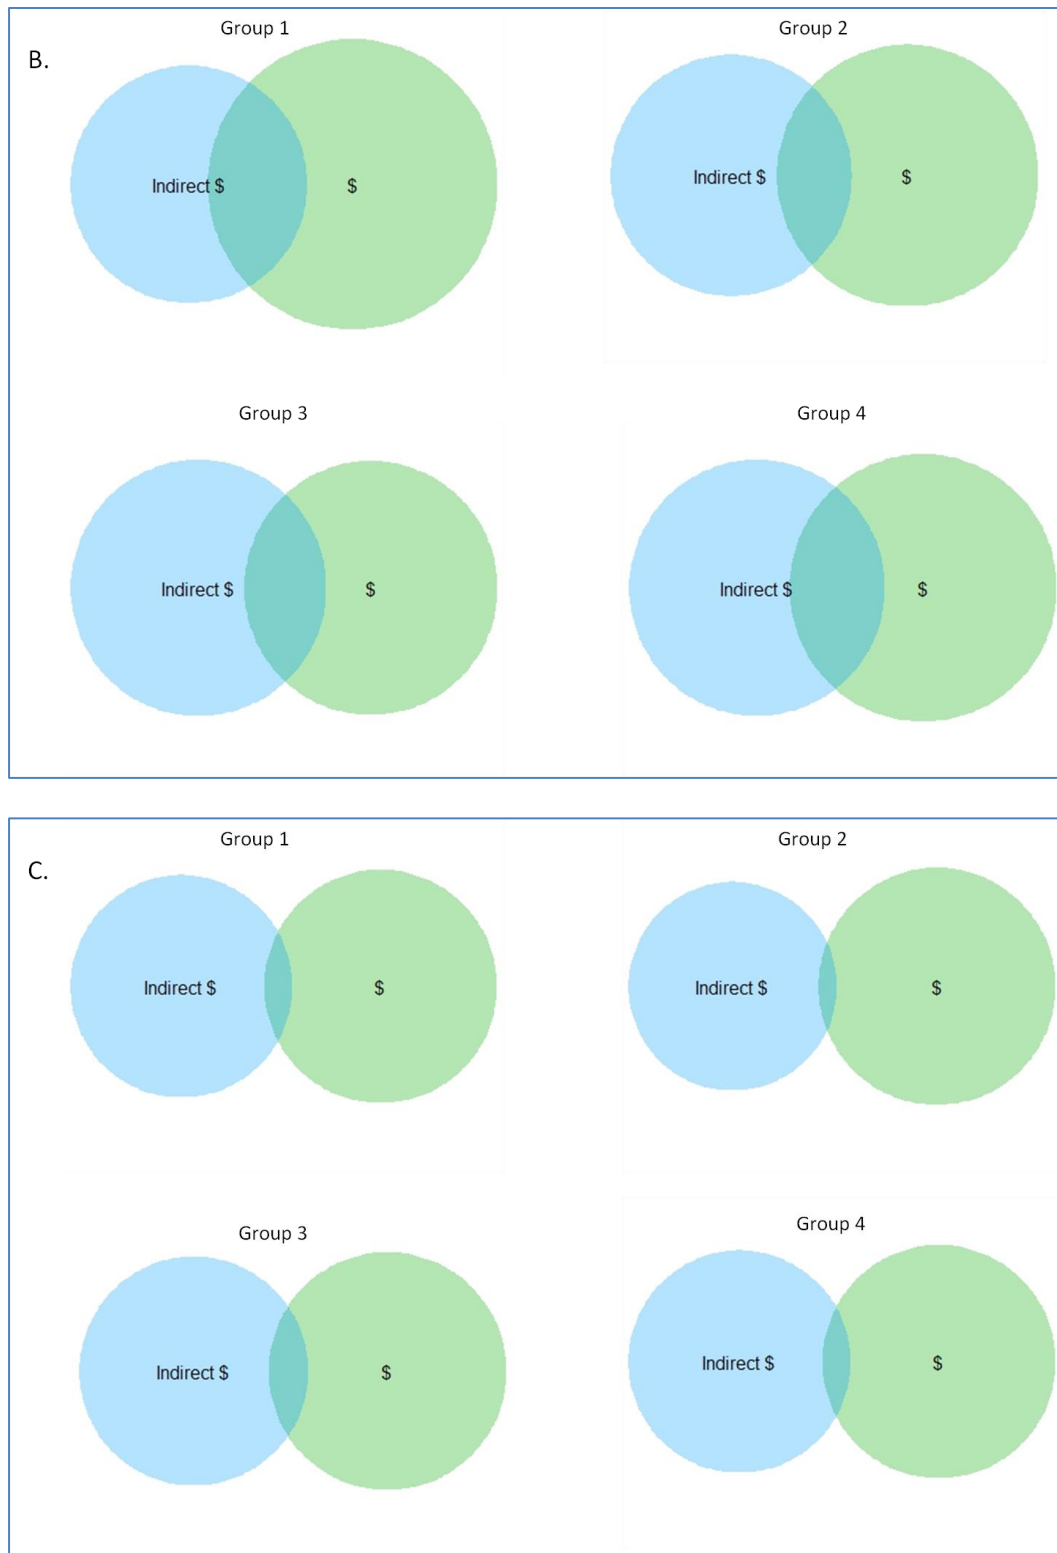 B.
Group 1
Group 2
Indirect $
$
Indirect $
$
Group 3
Group 4
Indirect $
$
Indirect $
$
C.
Group 1
Group 2
Indirect $
$
Indirect $
$
Group 3
Group 4
Indirect $
$
Indirect $
$